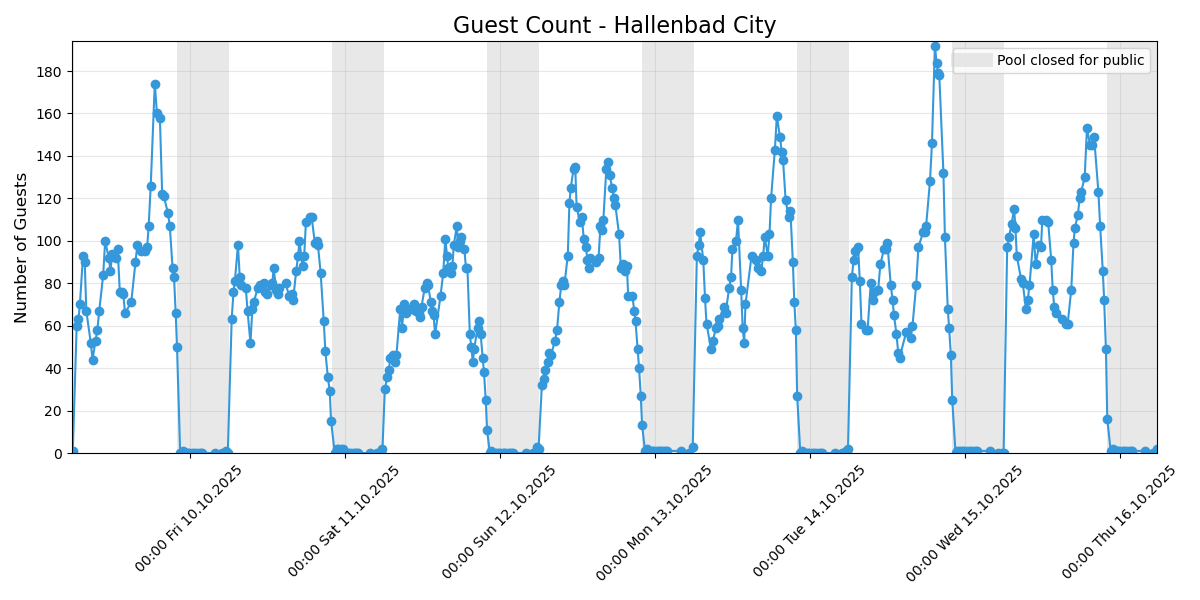 Guest Count - Hallenbad City
Pool closed for public
Number of Guests
180
160
140
120
100
80
60
40
20
0
00:00 Fri 10.10.2025
00:00 Sat 11.10.2025
00:00 Sun 12.10.2025
00:00 Mon 13.10.2025
00:00 Tue 14.10.2025
00:00 Wed 15.10.2025
00:00 Thu 16.10.2025